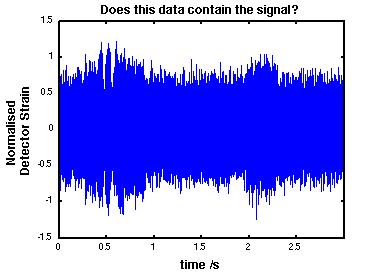 Does this data contain the signal?
1.5
1
0.5
0
-0.5
-1
-1.5
Normalised
Detector Strain
0 0.5 1 1.5 2 2.5
time /s